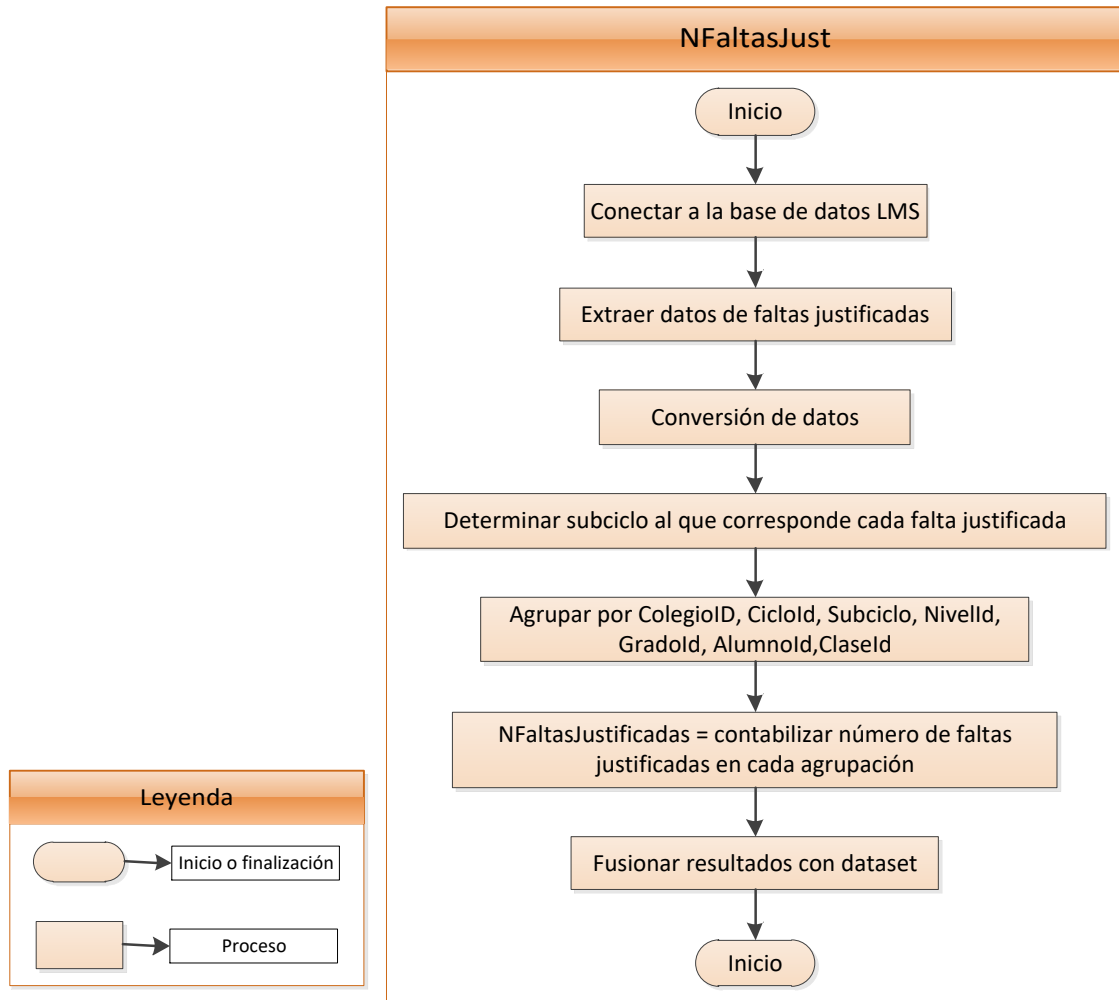 NFaltasJust
Inicio
Conectar a la base de datos LMS
Extraer datos de faltas justificadas
Conversión de datos
Determinar subciclo al que corresponde cada falta justificada
Agrupar por ColegioID, CicloId, Subciclo, NivelId,
GradoId, AlumnoId,ClaseId
NFaltasJustificadas = contabilizar número de faltas
justificadas en cada agrupación
Fusionar resultados con dataset
Inicio
Leyenda
Inicio o finalización
Proceso